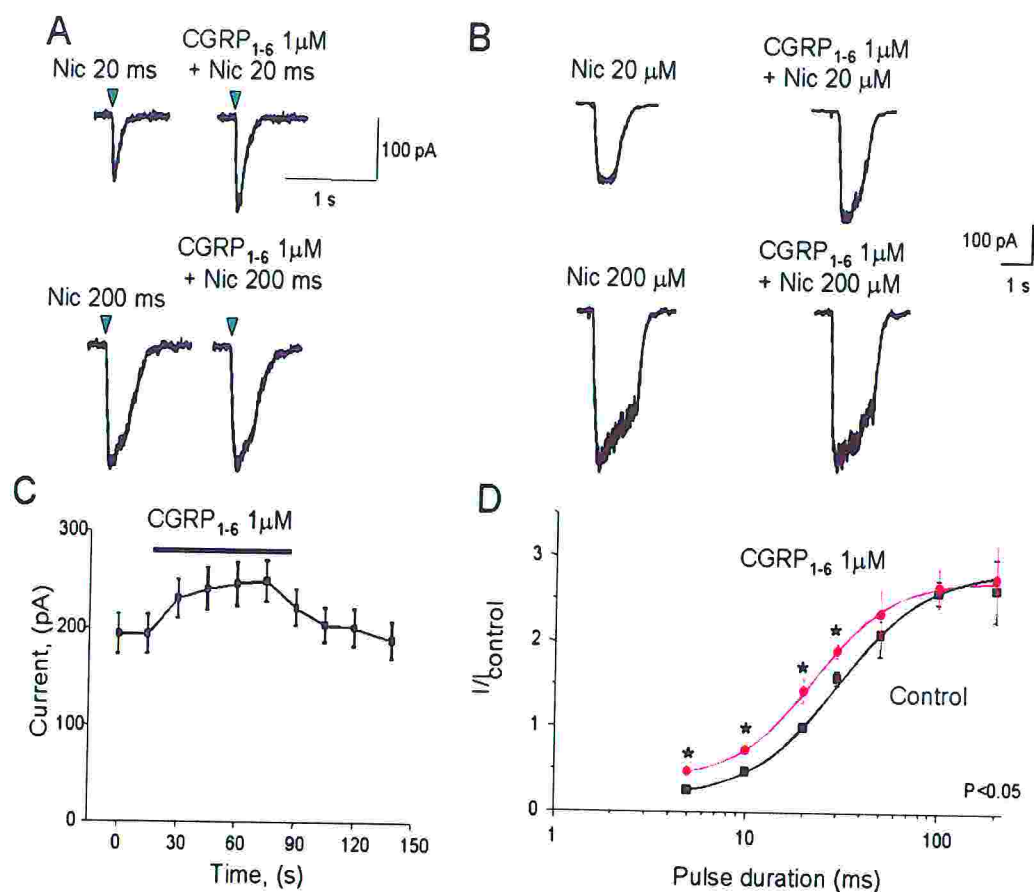 A
Nic 20 ms
CGRP1-6 1μM
+ Nic 20 ms
100 pA
1 s
Nic 200 ms
CGRP1-6 1μM
+ Nic 200 ms
B
Nic 20 μM
CGRP1-6 1μM
+ Nic 20 μM
Nic 200 μM
CGRP1-6 1μM
+ Nic 200 μM
100 pA
1 s
C
CGRP1-6 1μM
300
200
100
0
Current, (pA)
0 30 60 90 120 150
Time, (s)
D
CGRP1-6 1μM
3
2
1
0
I/Icontrol
*
*
*
*
Control
P<0.05
1 10 100
Pulse duration (ms)